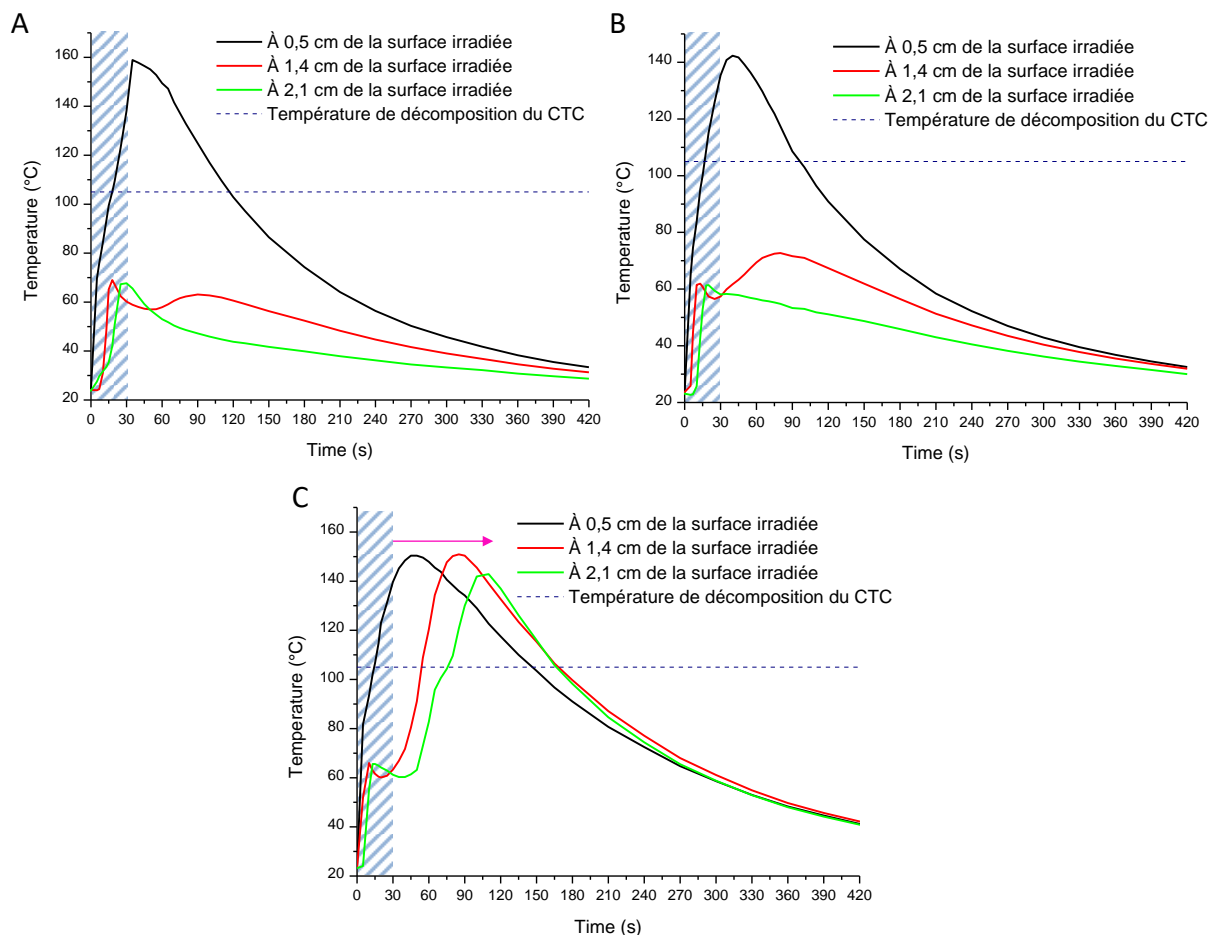 A
À 0,5 cm de la surface irradiée
À 1,4 cm de la surface irradiée
À 2,1 cm de la surface irradiée
Température de décomposition du CTC
160
140
120
100
80
60
40
20
Temperature (°C)
0 30 60 90 120 150 180 210 240 270 300 330 360 390 420
Time (s)
B
À 0,5 cm de la surface irradiée
À 1,4 cm de la surface irradiée
À 2,1 cm de la surface irradiée
Température de décomposition du CTC
140
120
100
80
60
40
20
Temperature (°C)
0 30 60 90 120 150 180 210 240 270 300 330 360 390 420
Time (s)
C
À 0,5 cm de la surface irradiée
À 1,4 cm de la surface irradiée
À 2,1 cm de la surface irradiée
Température de décomposition du CTC
160
140
120
100
80
60
40
20
Temperature (°C)
0 30 60 90 120 150 180 210 240 270 300 330 360 390 420
Time (s)